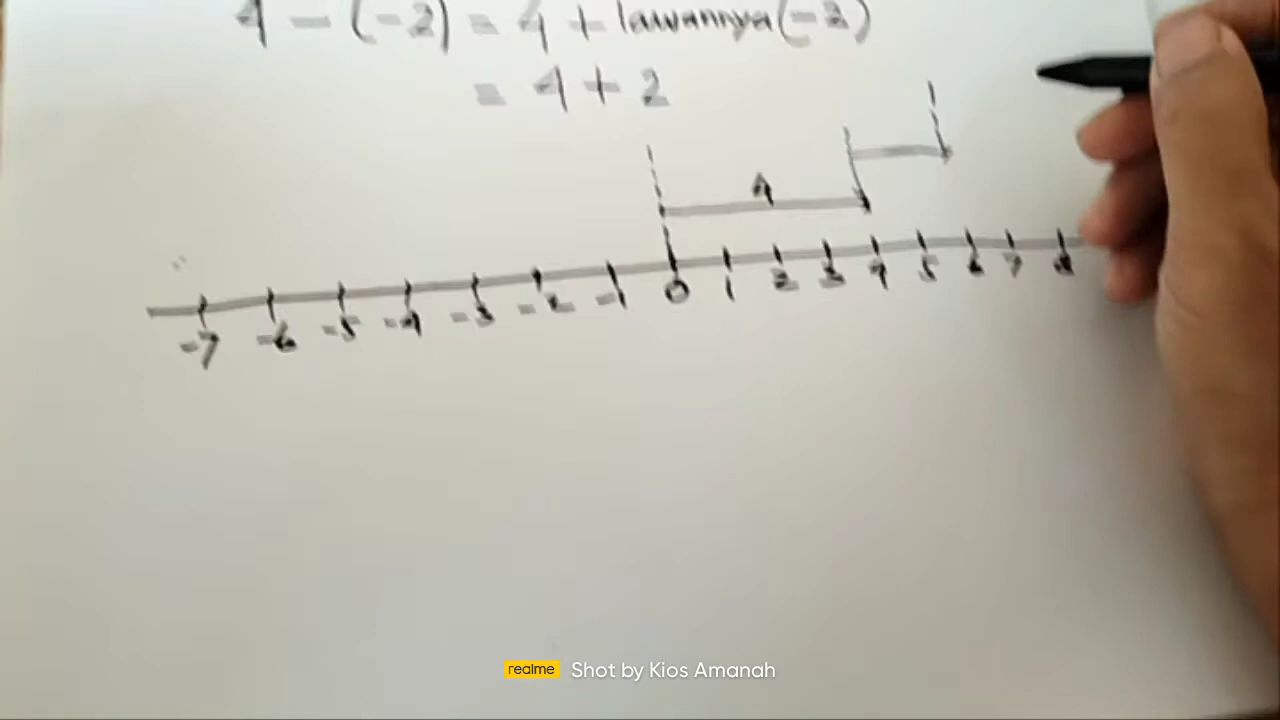 4 - (-2) = 4 + lawannya (-2)
= 4 + 2
4
-7 -6 -5 -4 -3 -2 -1 0 1 2 3 4 5 6 7 8
realme Shot by Kios Amanah